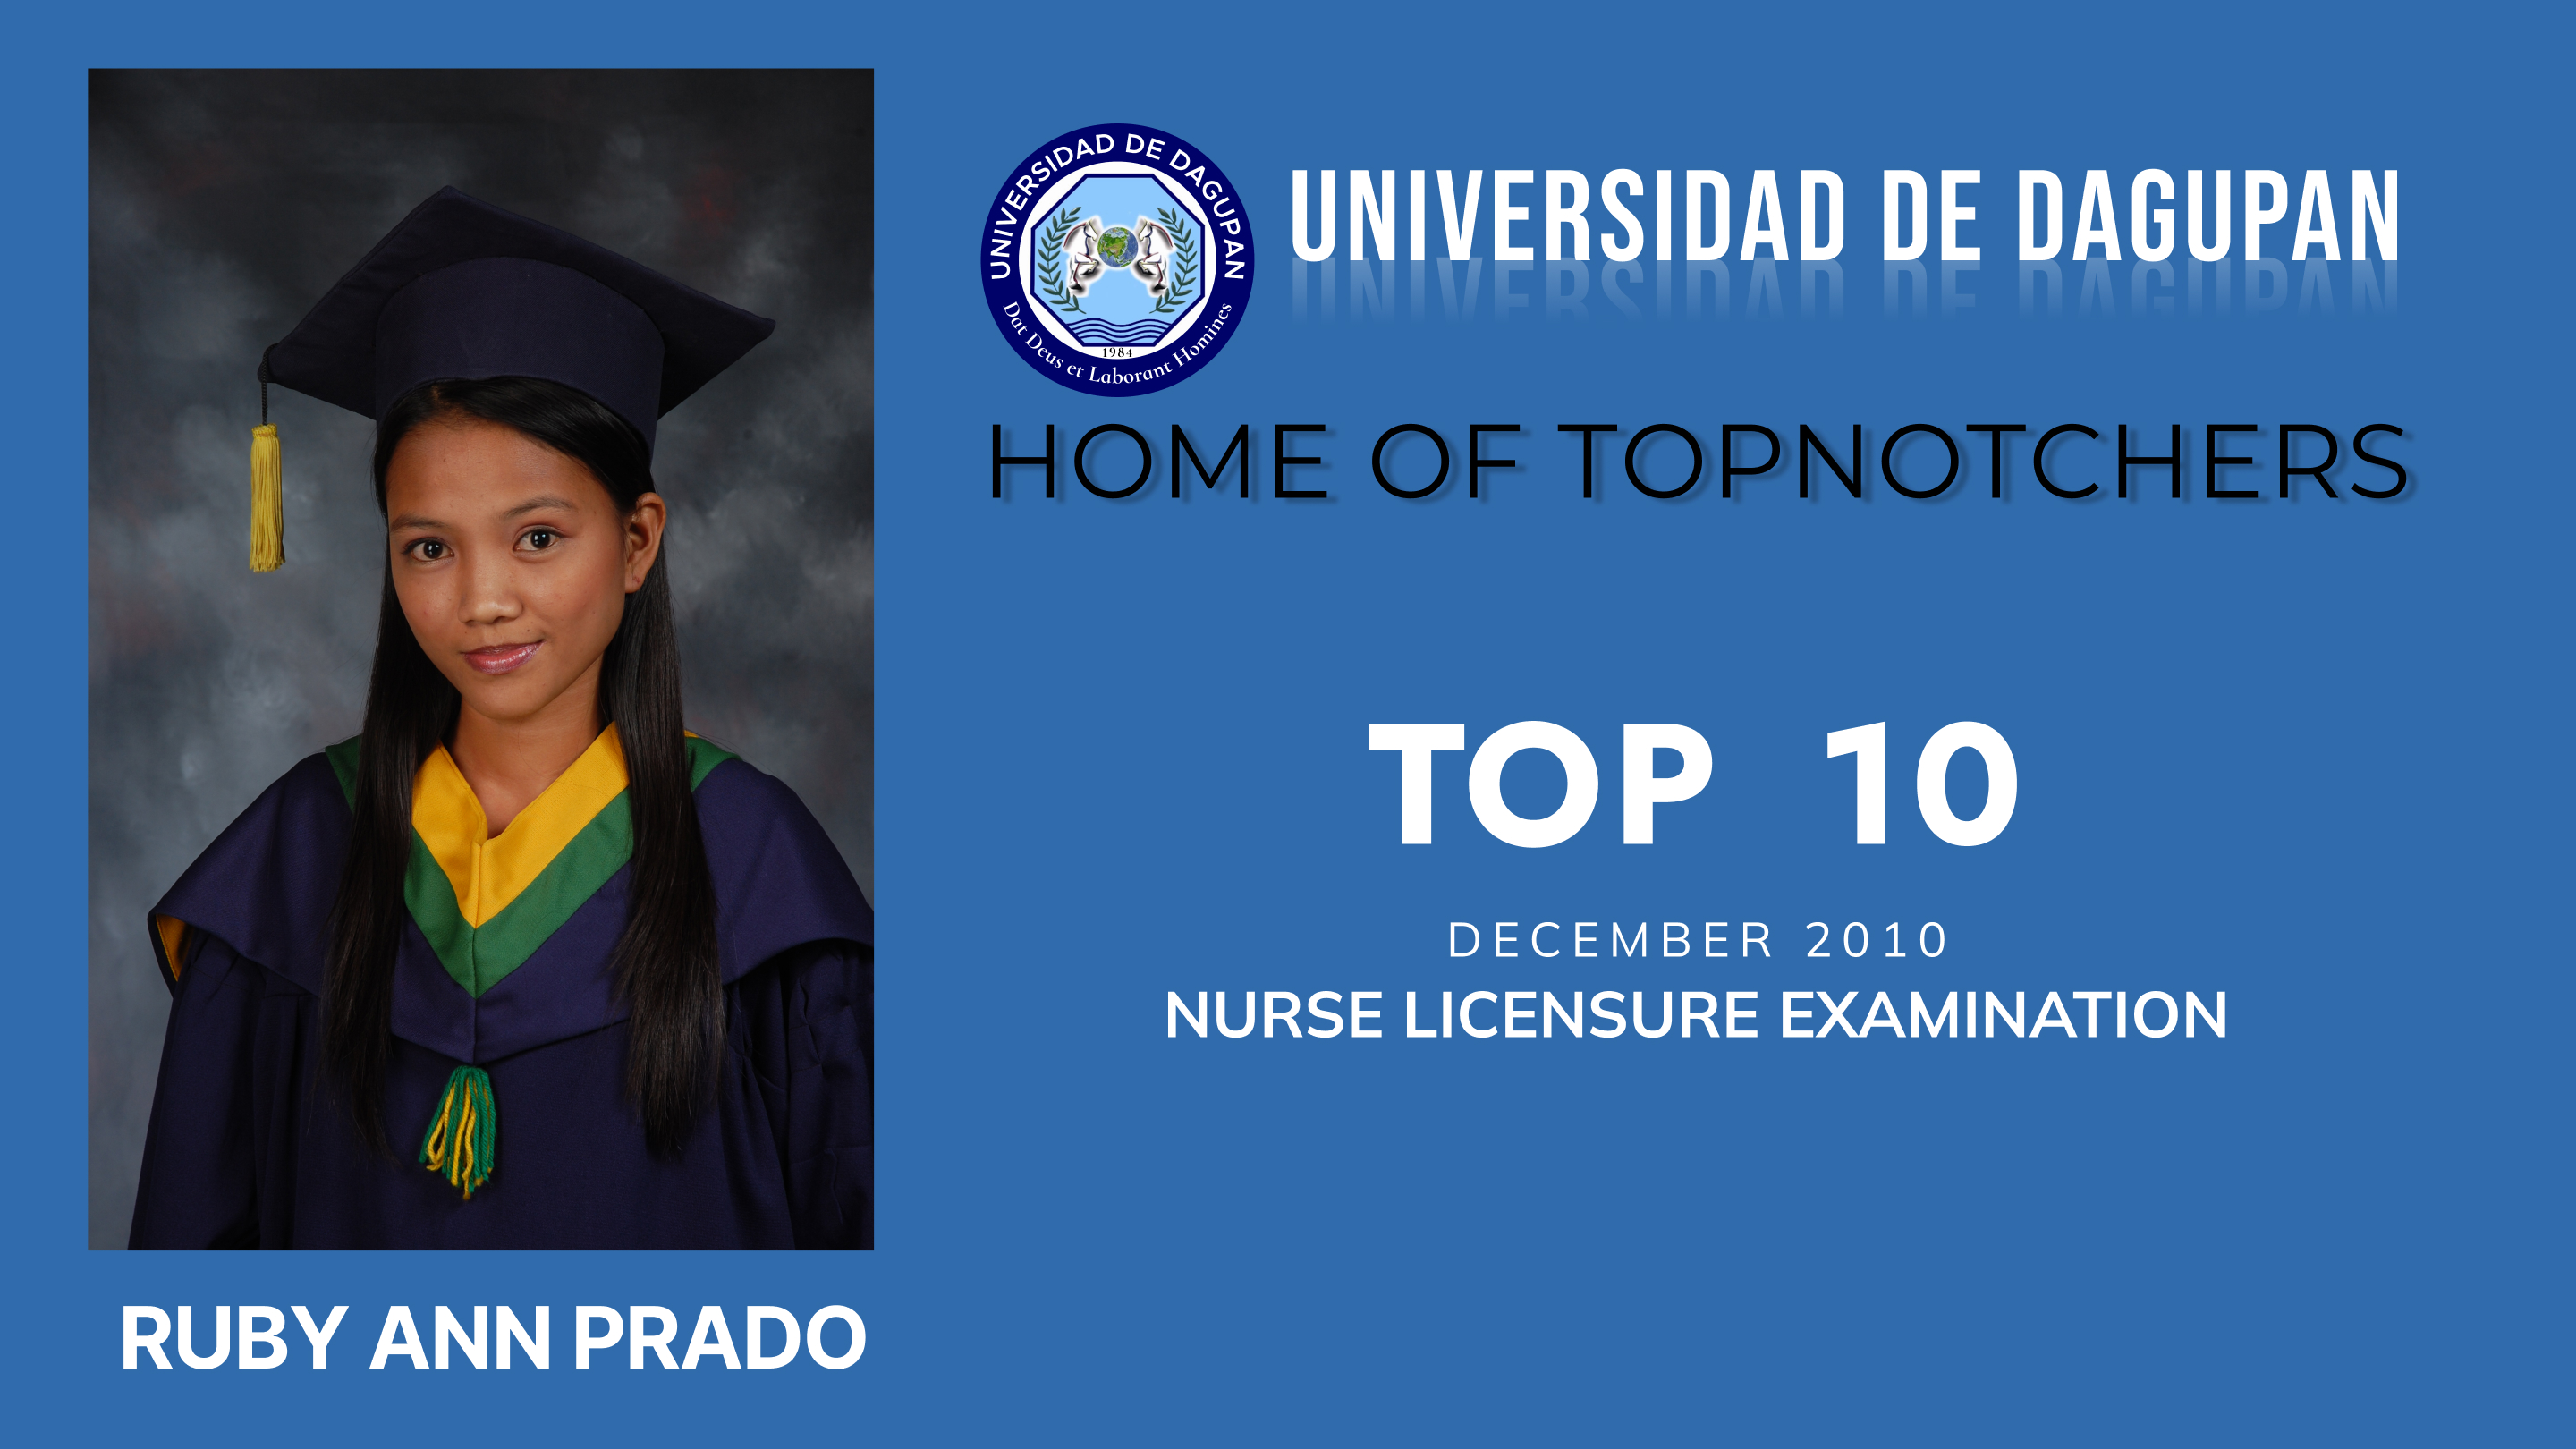 UNIVERSIDAD DE DAGUPAN
Dat Deus et Laborant Homines
1984
UNIVERSIDAD DE DAGUPAN
HOME OF TOPNOTCHERS
TOP 10
DECEMBER 2010
NURSE LICENSURE EXAMINATION
RUBY ANN PRADO